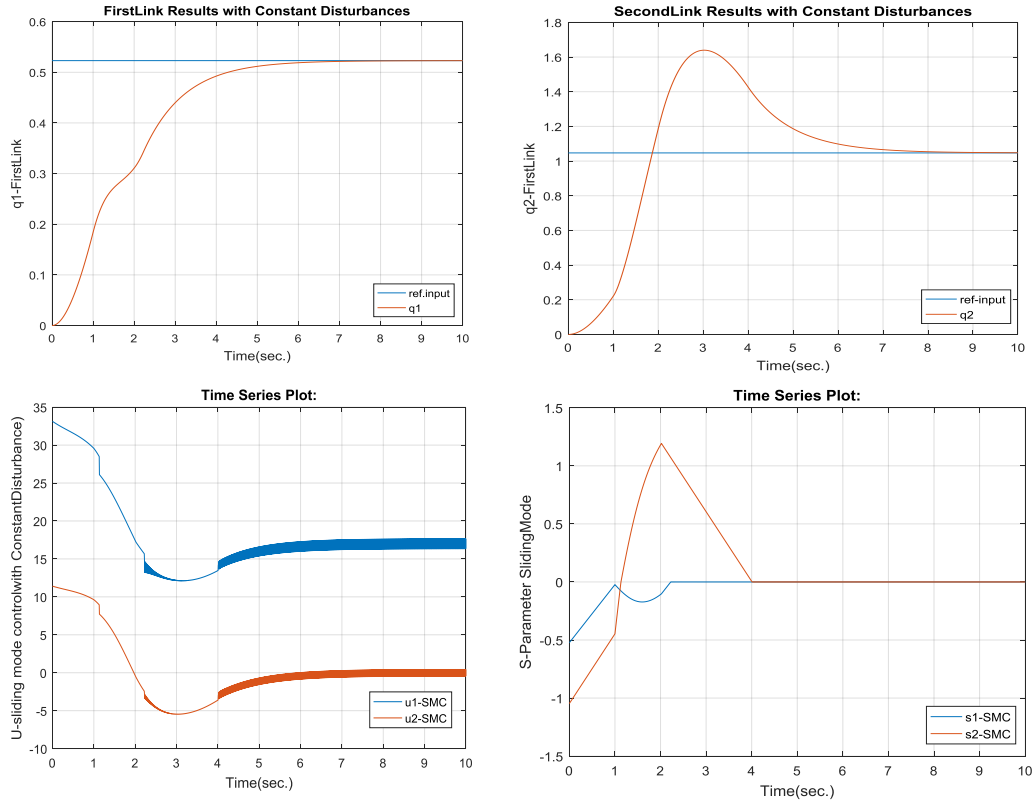 FirstLink Results with Constant Disturbances
0.6
0.5
0.4
0.3
0.2
0.1
0
q1-FirstLink
ref.input
q1
0 1 2 3 4 5 6 7 8 9 10
Time(sec.)
SecondLink Results with Constant Disturbances
1.8
1.6
1.4
1.2
1
0.8
0.6
0.4
0.2
0
q2-FirstLink
ref-input
q2
0 1 2 3 4 5 6 7 8 9 10
Time(sec.)
Time Series Plot:
35
30
25
20
15
10
5
0
-5
-10
U-sliding mode controlwith ConstantDisturbance)
u1-SMC
u2-SMC
0 1 2 3 4 5 6 7 8 9 10
Time(sec.)
Time Series Plot:
1.5
1
0.5
0
-0.5
-1
-1.5
S-Parameter SlidingMode
s1-SMC
s2-SMC
0 1 2 3 4 5 6 7 8 9 10
Time(sec.)